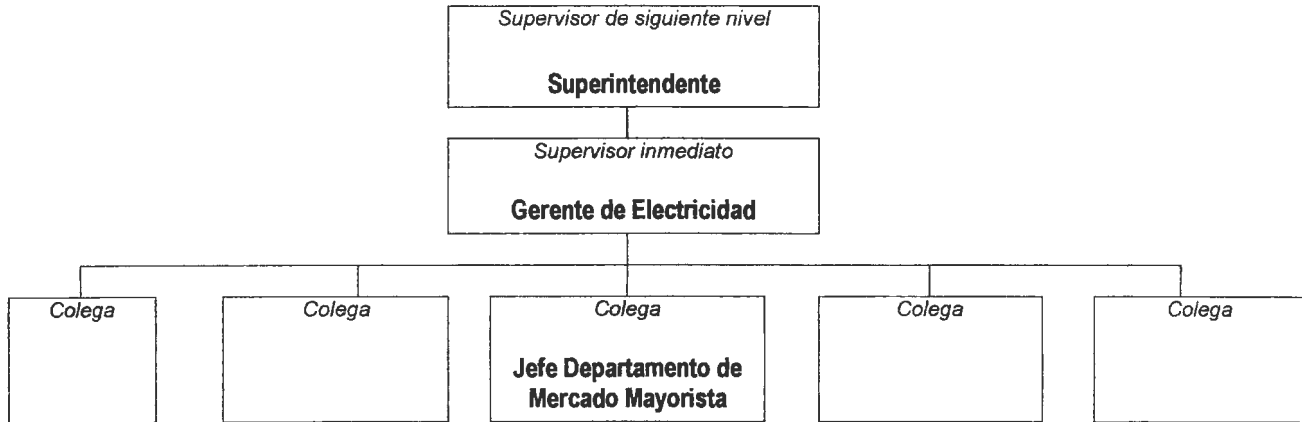 Supervisor de siguiente nivel
Superintendente
Supervisor inmediato
Gerente de Electricidad
Colega
Colega
Colega
Colega
Colega
Jefe Departamento de
Mercado Mayorista